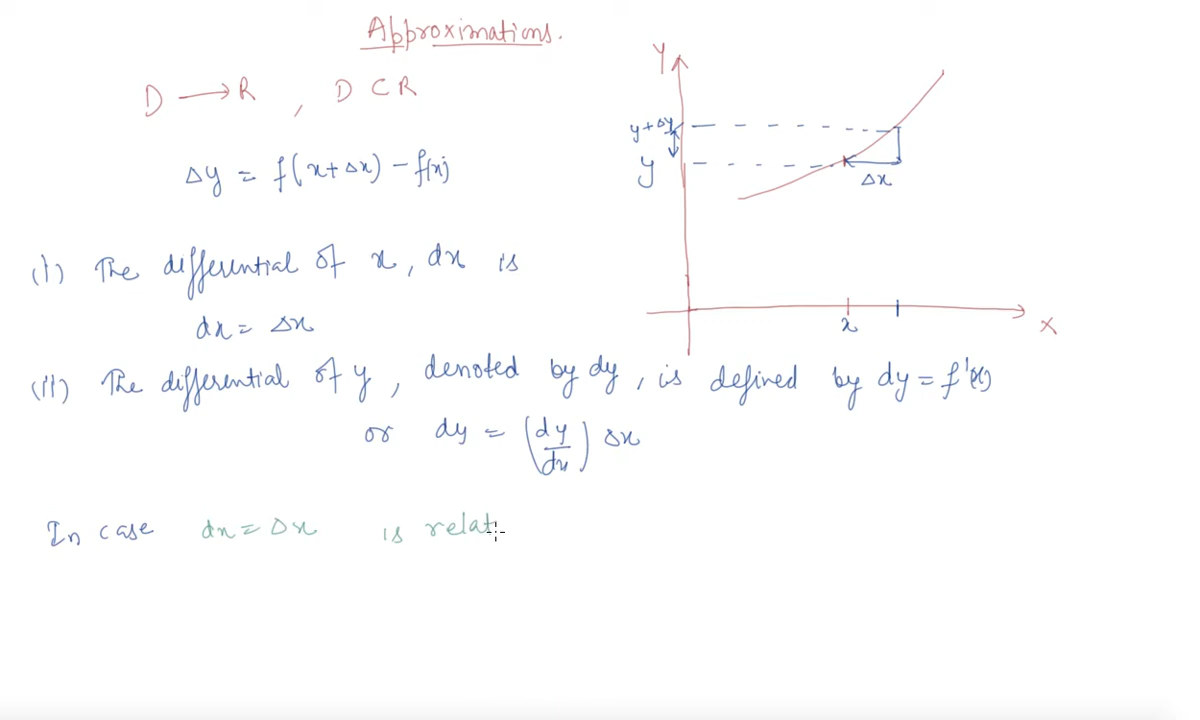 Approximations.
D → R , D ⊂ R
Δy = f(x+Δx) - f(x)
Y
y+Δy
y
Δx
x
X
(i) The differential of x, dx is
dx = Δx
(ii) The differential of y, denoted by dy, is defined by dy = f'(x)
or dy = (dy/dx) Δx
In case dx = Δx is relat